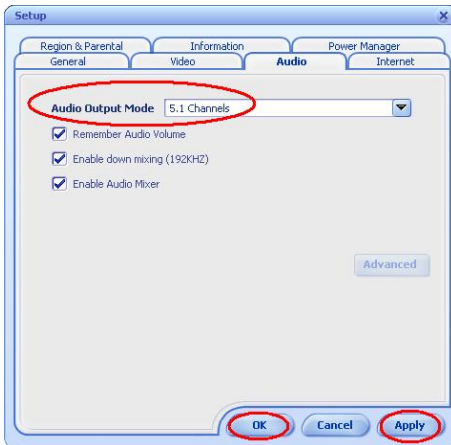 Setup
Region & Parental Information Power Manager
General Video Audio Internet
Audio Output Mode 5.1 Channels
Remember Audio Volume
Enable down mixing (192KHZ)
Enable Audio Mixer
Advanced
OK Cancel Apply